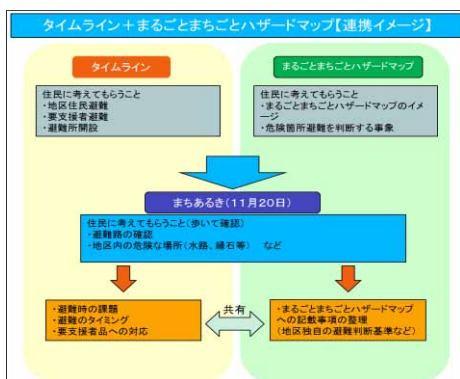 タイムライン+まるごとまちごとハザードマップ【連携イメージ】
タイムライン
住民に考えてもらうこと
・地区住民避難
・要支援者避難
・避難所開設
まるごとまちごとハザードマップ
住民に考えてもらうこと
・まるごとまちごとハザードマップのイメ
ージ
・危険箇所避難を判断する事象
まちあるき(11月20日)
住民に考えてもらうこと(歩いて確認)
・避難路の確認
・地区内の危険な場所(水路、縁石等) など
・避難時の課題
・避難のタイミング
・要支援者品への対応
共有
・まるごとまちごとハザードマップ
への記載事項の整理
(地区独自の避難判断基準など)